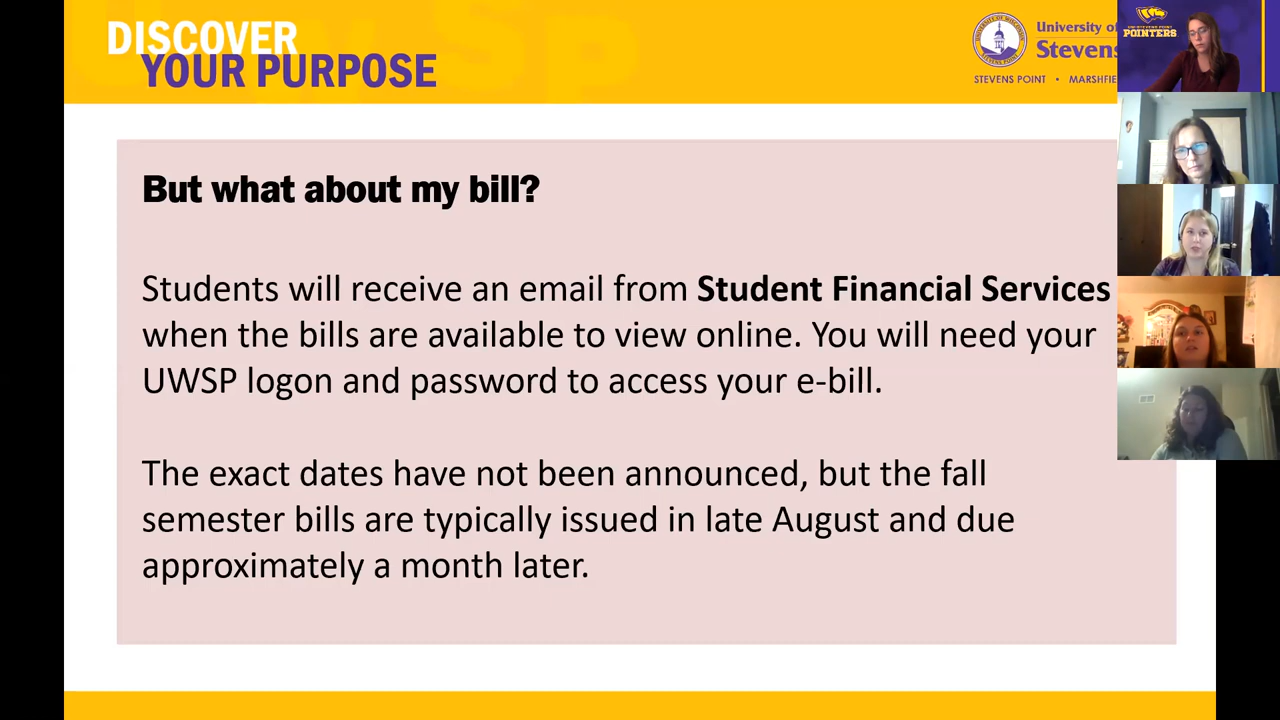 DISCOVER
YOUR PURPOSE
University of
Stevens
STEVENS POINT • MARSHFIE
POINTERS
But what about my bill?
Students will receive an email from Student Financial Services
when the bills are available to view online. You will need your
UWSP logon and password to access your e-bill.
The exact dates have not been announced, but the fall
semester bills are typically issued in late August and due
approximately a month later.